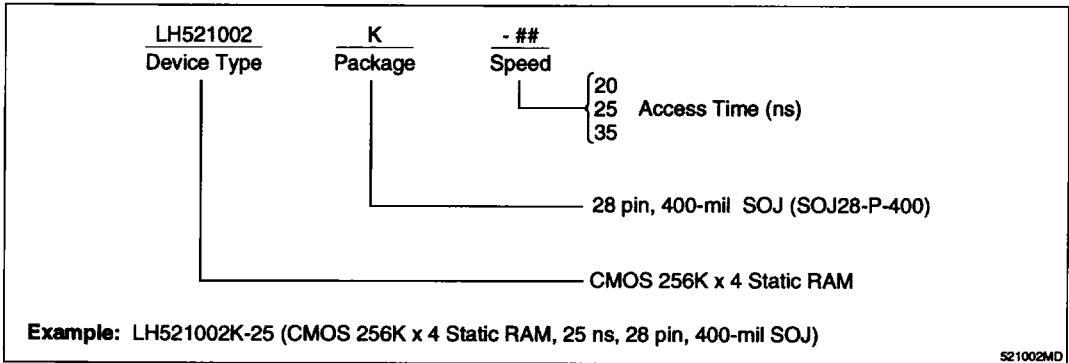 LH521002 K - ##
Device Type Package Speed
20
25 Access Time (ns)
35
28 pin, 400-mil SOJ (SOJ28-P-400)
CMOS 256K x 4 Static RAM
Example: LH521002K-25 (CMOS 256K x 4 Static RAM, 25 ns, 28 pin, 400-mil SOJ)
521002MD